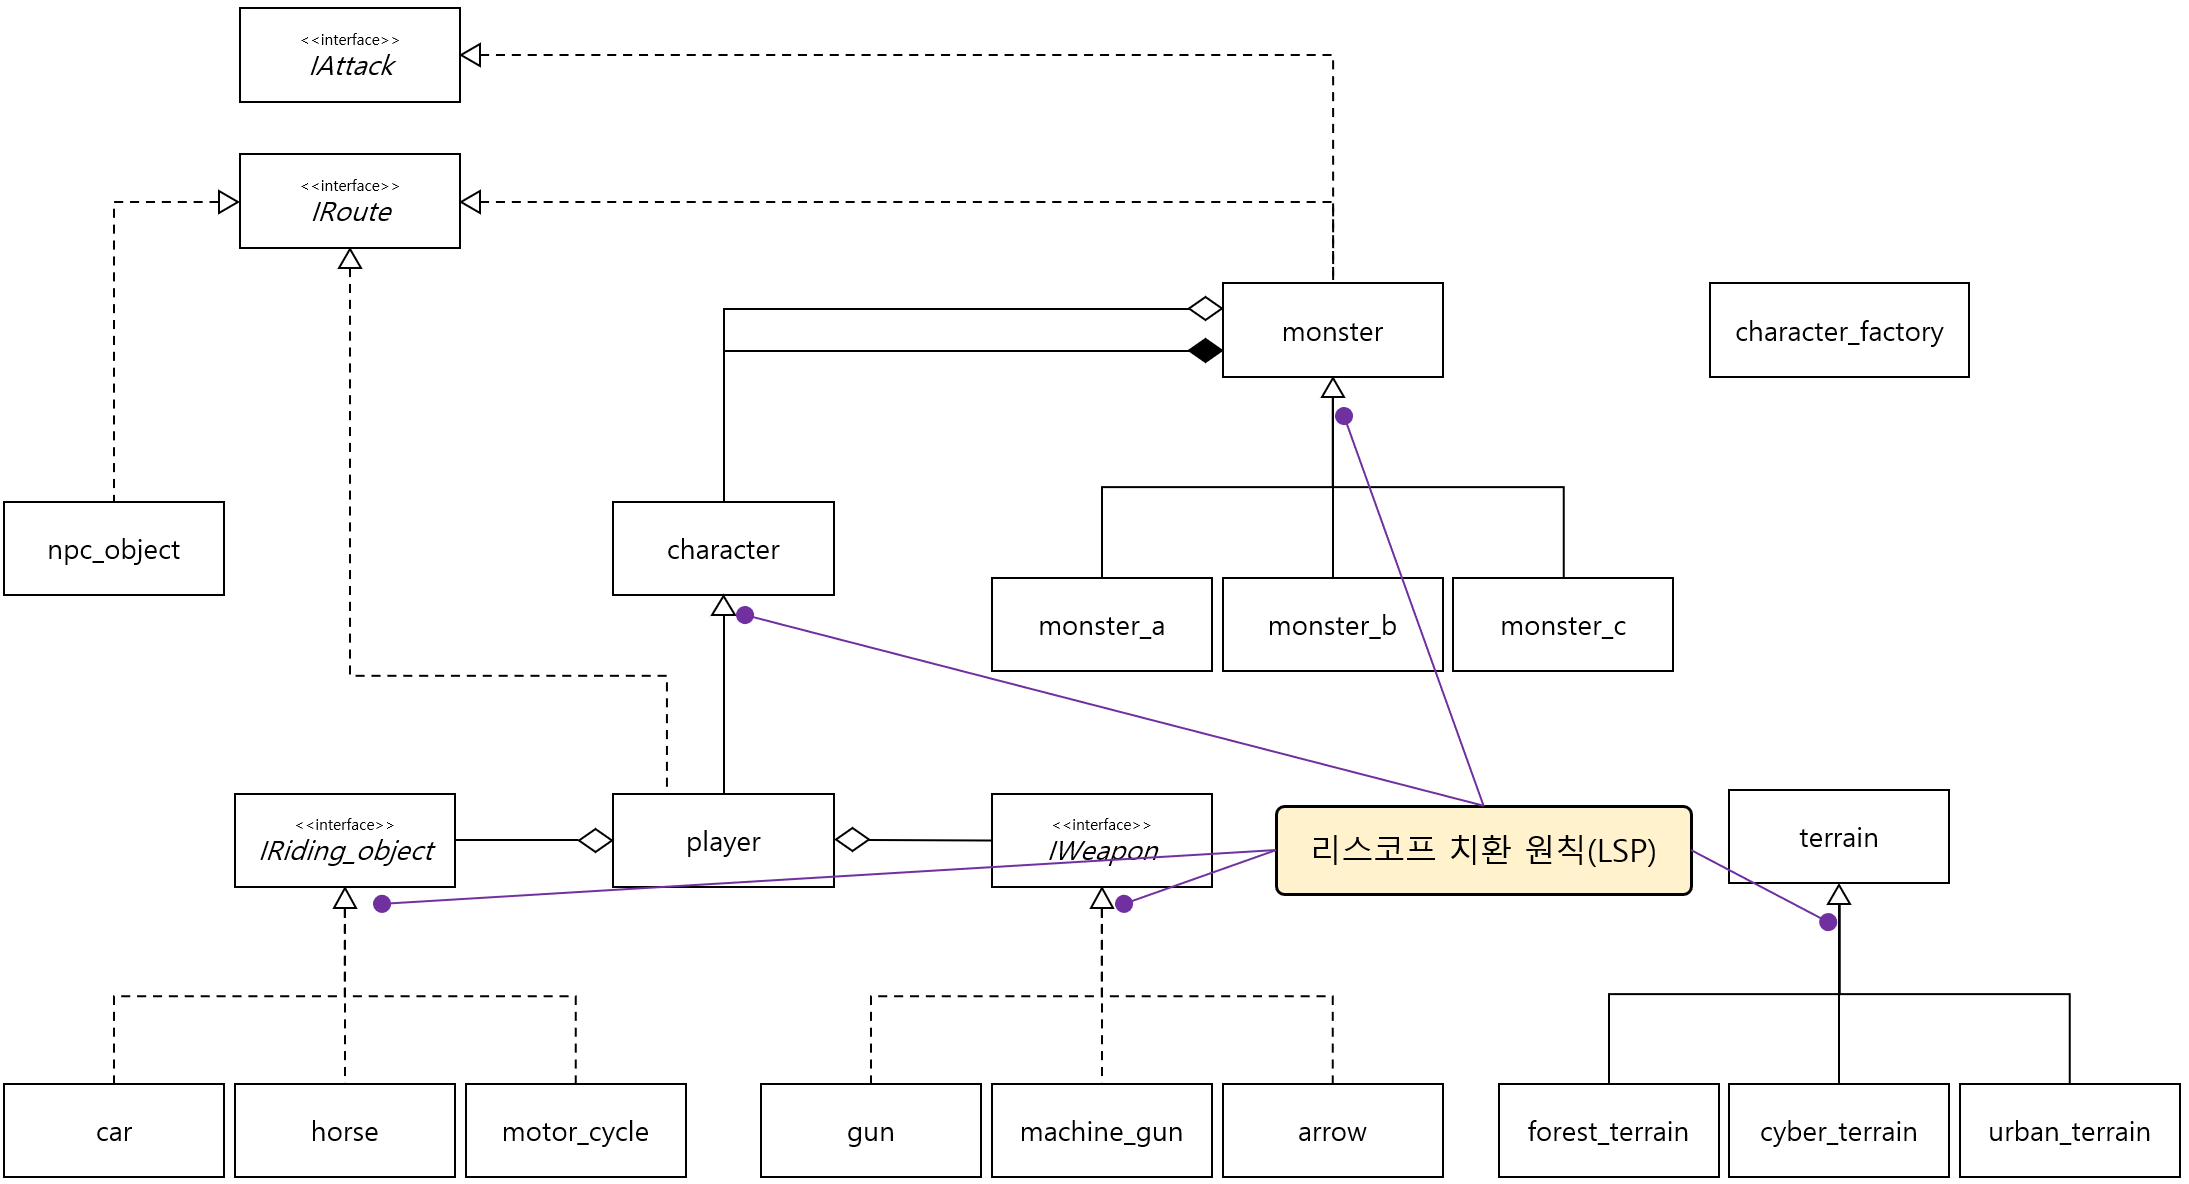 <<interface>>
IAttack
<<interface>>
IRoute
monster
character_factory
npc_object
character
monster_a
monster_b
monster_c
<<interface>>
IRiding_object
player
<<interface>>
IWeapon
리스코프 치환 원칙(LSP)
terrain
car
horse
motor_cycle
gun
machine_gun
arrow
forest_terrain
cyber_terrain
urban_terrain